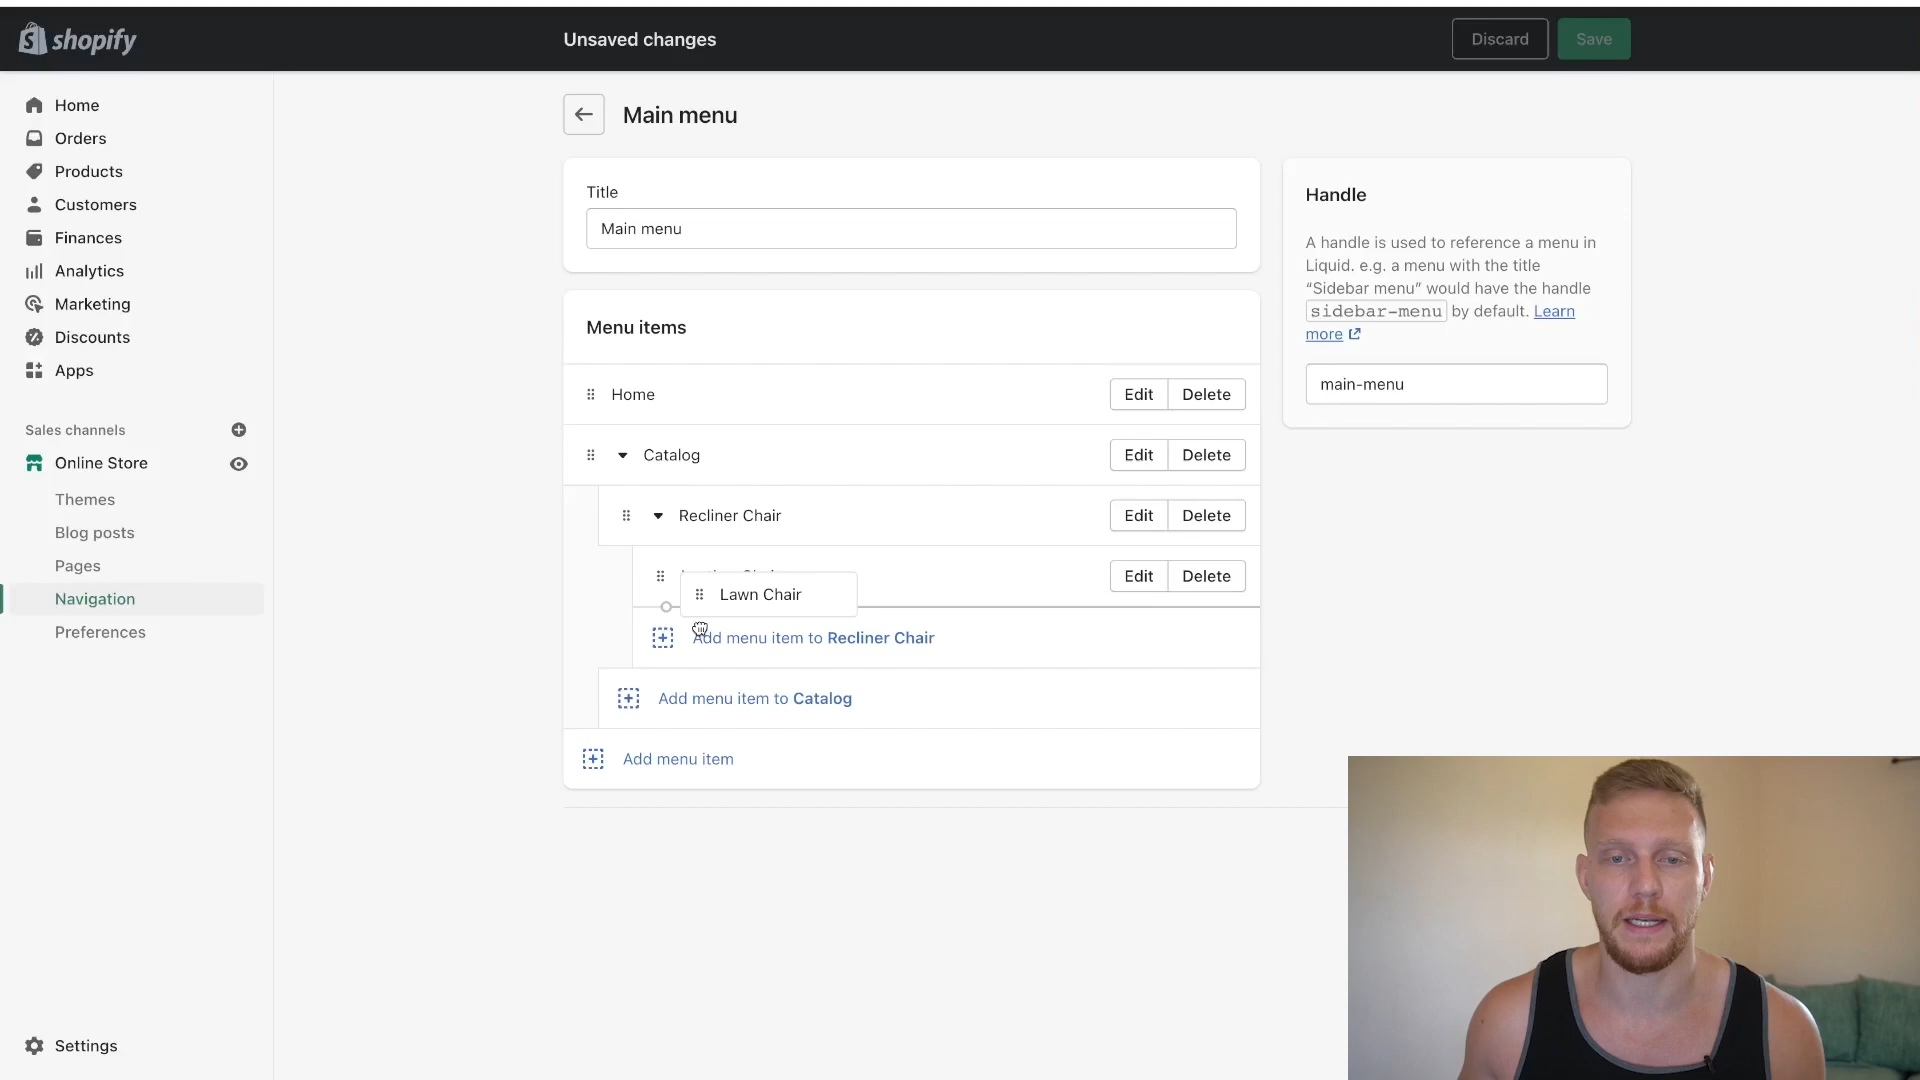 shopify
Unsaved changes
Discard
Save
Home
Orders
Products
Customers
Finances
Analytics
Marketing
Discounts
Apps
Sales channels
Online Store
Themes
Blog posts
Pages
Navigation
Preferences
Settings
Main menu
Title
Main menu
Menu items
Home
Edit Delete
Catalog
Edit Delete
Recliner Chair
Edit Delete
Edit Delete
Lawn Chair
Add menu item to Recliner Chair
Add menu item to Catalog
Add menu item
Handle
A handle is used to reference a menu in
Liquid. e.g. a menu with the title
“Sidebar menu” would have the handle
sidebar-menu by default. Learn
more
main-menu